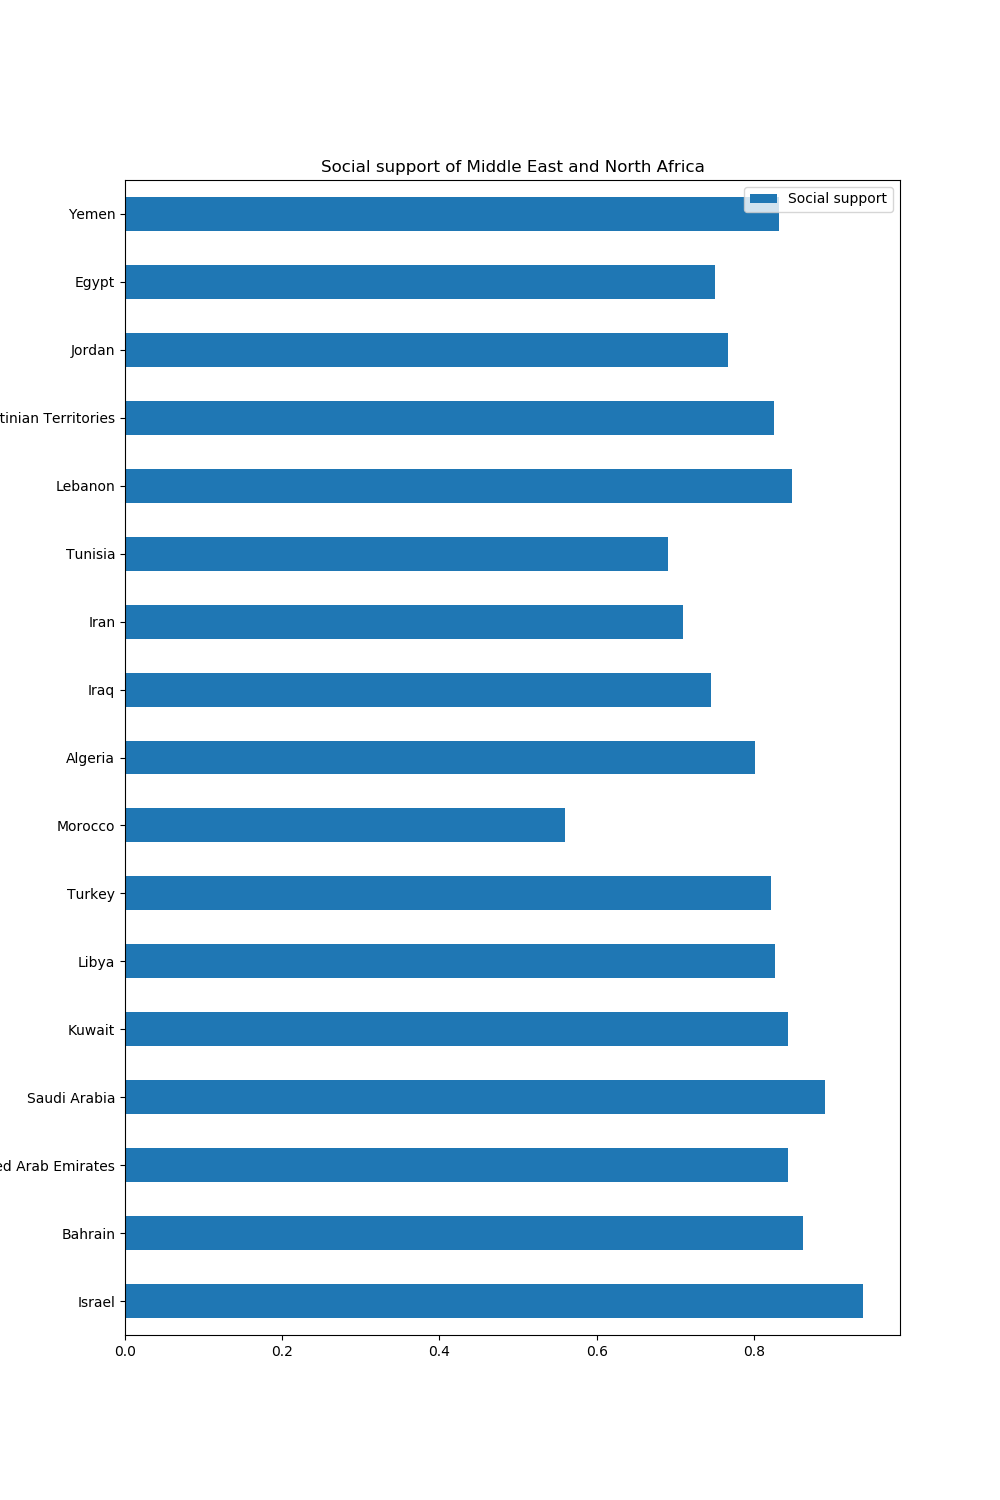 Social support of Middle East and North Africa
Social support
Yemen
Egypt
Jordan
tinian Territories
Lebanon
Tunisia
Iran
Iraq
Algeria
Morocco
Turkey
Libya
Kuwait
Saudi Arabia
ed Arab Emirates
Bahrain
Israel
0.0 0.2 0.4 0.6 0.8